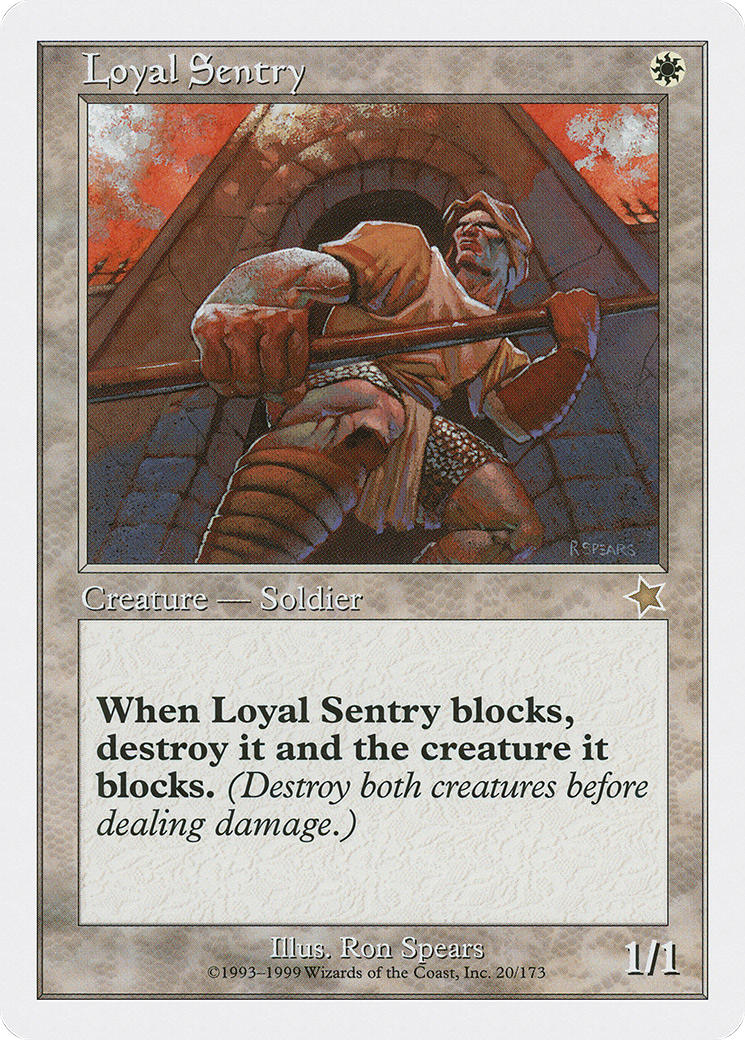 Loyal Sentry
R.SPEARS
Creature — Soldier
When Loyal Sentry blocks,
destroy it and the creature it
blocks. (Destroy both creatures before
dealing damage.)
Illus. Ron Spears
©1993–1999 Wizards of the Coast, Inc. 20/173
1/1